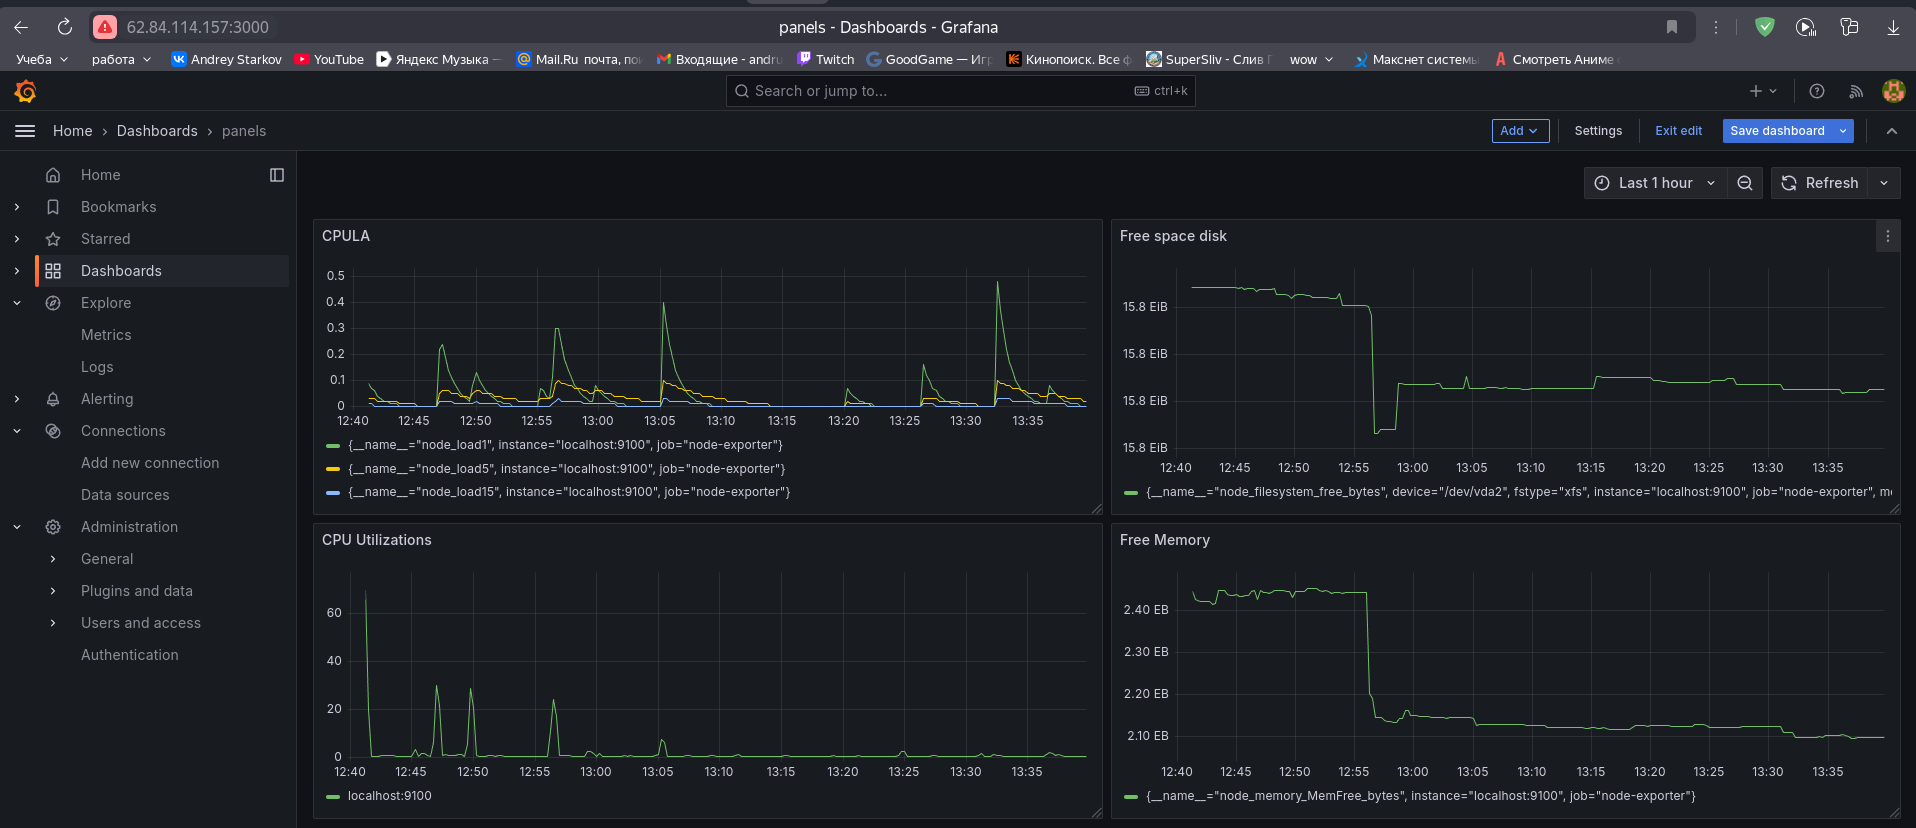 62.84.114.157:3000
panels - Dashboards - Grafana
Учеба
работа
Andrey Starkov
YouTube
Яндекс Музыка —
Mail.Ru почта, пои
Входящие - andru
Twitch
GoodGame — Игр
Кинопоиск. Все ф
SuperSliv - Слив Г
wow
Макснет системы
Смотреть Аниме
Search or jump to...
ctrl+k
Home › Dashboards › panels
Add
Settings
Exit edit
Save dashboard
Home
Bookmarks
Starred
Dashboards
Explore
Metrics
Logs
Alerting
Connections
Add new connection
Data sources
Administration
General
Plugins and data
Users and access
Authentication
Last 1 hour
Refresh
CPULA
0.5
0.4
0.3
0.2
0.1
0
12:40 12:45 12:50 12:55 13:00 13:05 13:10 13:15 13:20 13:25 13:30 13:35
{__name__="node_load1", instance="localhost:9100", job="node-exporter"}
{__name__="node_load5", instance="localhost:9100", job="node-exporter"}
{__name__="node_load15", instance="localhost:9100", job="node-exporter"}
Free space disk
15.8 EiB
15.8 EiB
15.8 EiB
15.8 EiB
12:40 12:45 12:50 12:55 13:00 13:05 13:10 13:15 13:20 13:25 13:30 13:35
{__name__="node_filesystem_free_bytes", device="/dev/vda2", fstype="xfs", instance="localhost:9100", job="node-exporter", mo
CPU Utilizations
60
40
20
0
12:40 12:45 12:50 12:55 13:00 13:05 13:10 13:15 13:20 13:25 13:30 13:35
localhost:9100
Free Memory
2.40 EB
2.30 EB
2.20 EB
2.10 EB
12:40 12:45 12:50 12:55 13:00 13:05 13:10 13:15 13:20 13:25 13:30 13:35
{__name__="node_memory_MemFree_bytes", instance="localhost:9100", job="node-exporter"}